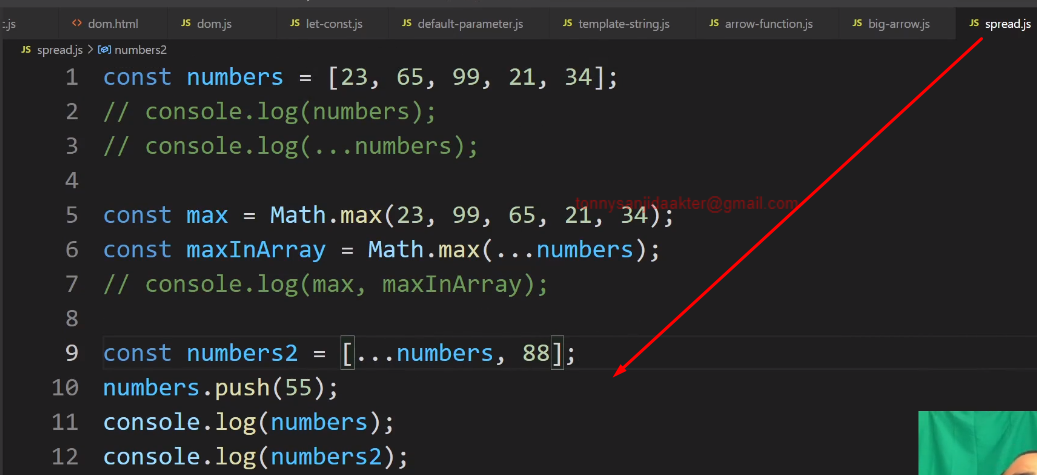 c.js
dom.html
JS dom.js
JS let-const.js
JS default-parameter.js
JS template-string.js
JS arrow-function.js
JS big-arrow.js
JS spread.js
JS spread.js > numbers2
1 const numbers = [23, 65, 99, 21, 34];
2 // console.log(numbers);
3 // console.log(...numbers);
4
tonnysanjidaakter@gmail.com
5 const max = Math.max(23, 99, 65, 21, 34);
6 const maxInArray = Math.max(...numbers);
7 // console.log(max, maxInArray);
8
9 const numbers2 = [...numbers, 88];
10 numbers.push(55);
11 console.log(numbers);
12 console.log(numbers2);